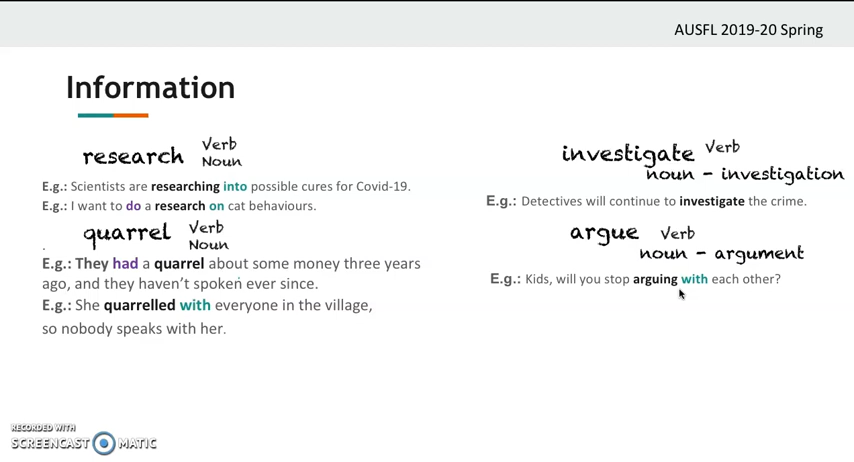 AUSFL 2019-20 Spring
Information
research Verb
Noun
E.g.: Scientists are researching into possible cures for Covid-19.
E.g.: I want to do a research on cat behaviours.
quarrel Verb
Noun
E.g.: They had a quarrel about some money three years
ago, and they haven't spoken ever since.
E.g.: She quarrelled with everyone in the village,
so nobody speaks with her.
investigate Verb
noun - investigation
E.g.: Detectives will continue to investigate the crime.
argue Verb
noun - argument
E.g.: Kids, will you stop arguing with each other?
RECORDED WITH
SCREENCAST MATIC